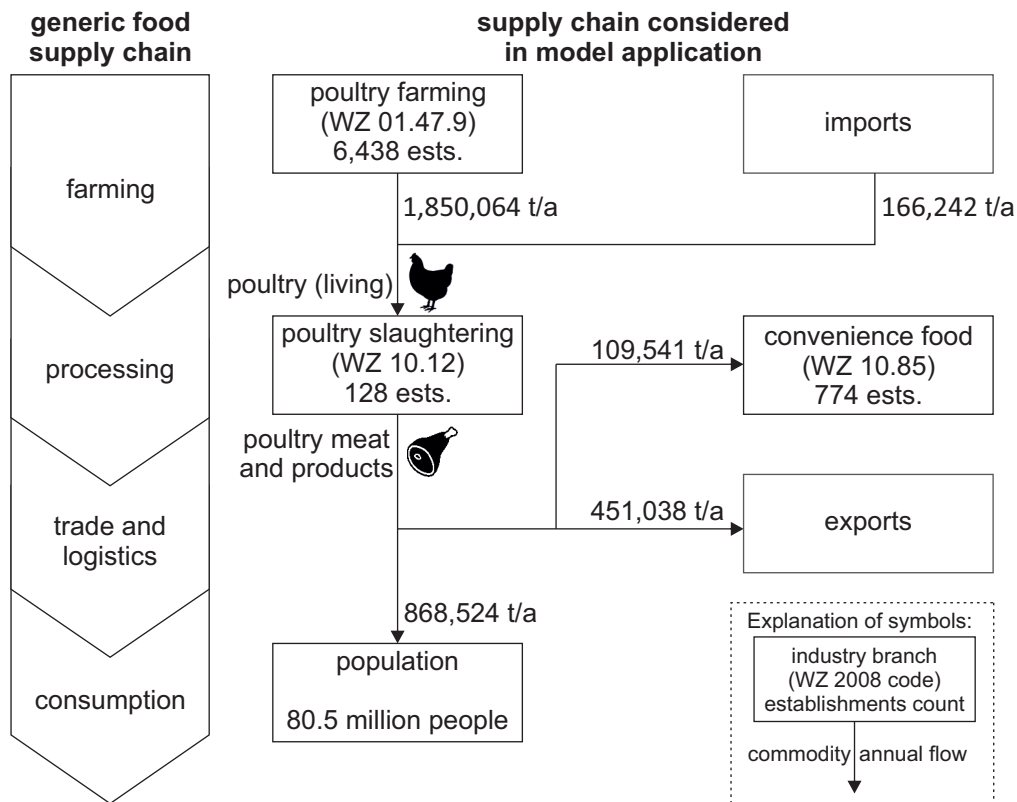 generic food
supply chain
supply chain considered
in model application
farming
processing
trade and
logistics
consumption
poultry farming
(WZ 01.47.9)
6,438 ests.
imports
1,850,064 t/a
166,242 t/a
poultry (living)
poultry slaughtering
(WZ 10.12)
128 ests.
109,541 t/a
convenience food
(WZ 10.85)
774 ests.
poultry meat
and products
451,038 t/a
exports
868,524 t/a
population
80.5 million people
Explanation of symbols:
industry branch
(WZ 2008 code)
establishments count
commodity
annual flow